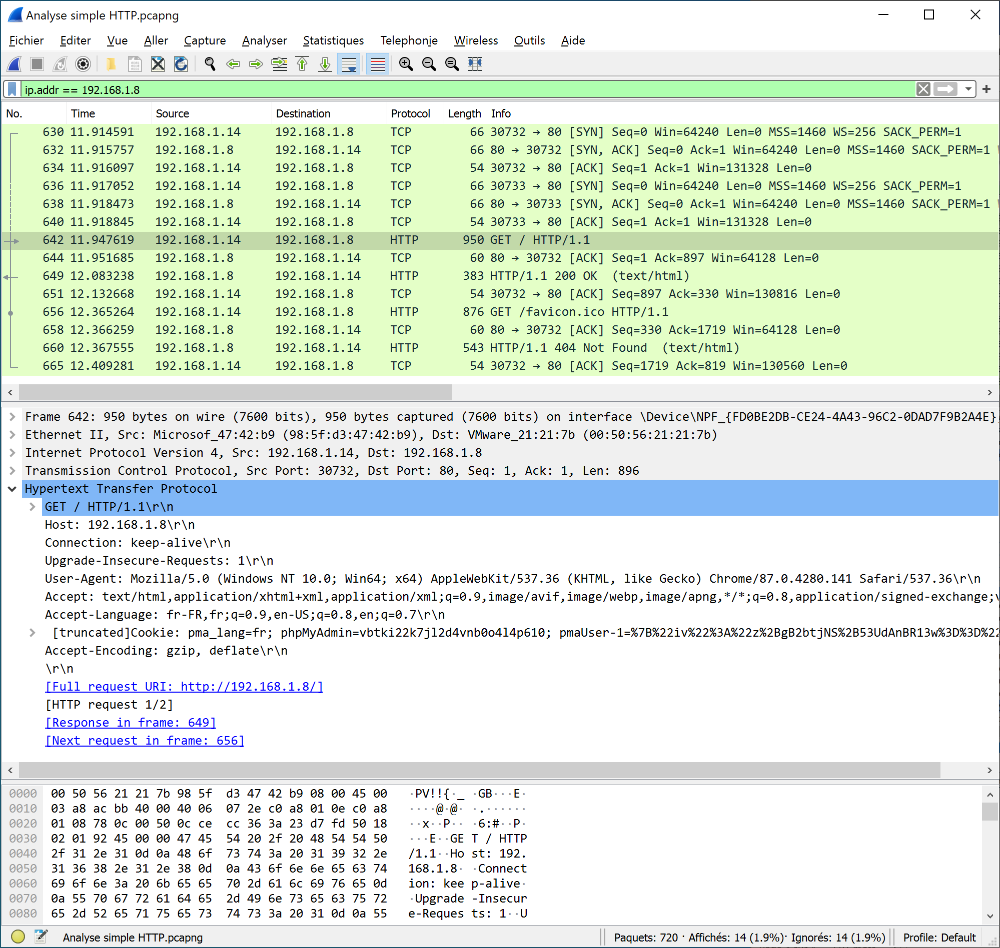 Analyse simple HTTP.pcapng
Fichier Editer Vue Aller Capture Analyser Statistiques Telephonie Wireless Outils Aide
ip.addr == 192.168.1.8
No. Time Source Destination Protocol Length Info
630 11.914591 192.168.1.14 192.168.1.8 TCP 66 30732 → 80 [SYN] Seq=0 Win=64240 Len=0 MSS=1460 WS=256 SACK_PERM=1
632 11.915757 192.168.1.8 192.168.1.14 TCP 66 80 → 30732 [SYN, ACK] Seq=0 Ack=1 Win=64240 Len=0 MSS=1460 SACK_PERM=1
634 11.916097 192.168.1.14 192.168.1.8 TCP 54 30732 → 80 [ACK] Seq=1 Ack=1 Win=131328 Len=0
636 11.917052 192.168.1.14 192.168.1.8 TCP 66 30733 → 80 [SYN] Seq=0 Win=64240 Len=0 MSS=1460 WS=256 SACK_PERM=1
638 11.918473 192.168.1.8 192.168.1.14 TCP 66 80 → 30733 [SYN, ACK] Seq=0 Ack=1 Win=64240 Len=0 MSS=1460 SACK_PERM=1
640 11.918845 192.168.1.14 192.168.1.8 TCP 54 30733 → 80 [ACK] Seq=1 Ack=1 Win=131328 Len=0
642 11.947619 192.168.1.14 192.168.1.8 HTTP 950 GET / HTTP/1.1
644 11.951685 192.168.1.8 192.168.1.14 TCP 60 80 → 30732 [ACK] Seq=1 Ack=897 Win=64128 Len=0
649 12.083238 192.168.1.8 192.168.1.14 HTTP 383 HTTP/1.1 200 OK (text/html)
651 12.132668 192.168.1.14 192.168.1.8 TCP 54 30732 → 80 [ACK] Seq=897 Ack=330 Win=130816 Len=0
656 12.365264 192.168.1.14 192.168.1.8 HTTP 876 GET /favicon.ico HTTP/1.1
658 12.366259 192.168.1.8 192.168.1.14 TCP 60 80 → 30732 [ACK] Seq=330 Ack=1719 Win=64128 Len=0
660 12.367555 192.168.1.8 192.168.1.14 HTTP 543 HTTP/1.1 404 Not Found (text/html)
665 12.409281 192.168.1.14 192.168.1.8 TCP 54 30732 → 80 [ACK] Seq=1719 Ack=819 Win=130560 Len=0
Frame 642: 950 bytes on wire (7600 bits), 950 bytes captured (7600 bits) on interface \Device\NPF_{FD0BE2DB-CE24-4A43-96C2-0DAD7F9B2A4E},
Ethernet II, Src: Microsof_47:42:b9 (98:5f:d3:47:42:b9), Dst: VMware_21:21:7b (00:50:56:21:21:7b)
Internet Protocol Version 4, Src: 192.168.1.14, Dst: 192.168.1.8
Transmission Control Protocol, Src Port: 30732, Dst Port: 80, Seq: 1, Ack: 1, Len: 896
Hypertext Transfer Protocol
GET / HTTP/1.1\r\n
Host: 192.168.1.8\r\n
Connection: keep-alive\r\n
Upgrade-Insecure-Requests: 1\r\n
User-Agent: Mozilla/5.0 (Windows NT 10.0; Win64; x64) AppleWebKit/537.36 (KHTML, like Gecko) Chrome/87.0.4280.141 Safari/537.36\r\n
Accept: text/html,application/xhtml+xml,application/xml;q=0.9,image/avif,image/webp,image/apng,*/*;q=0.8,application/signed-exchange;
Accept-Language: fr-FR,fr;q=0.9,en-US;q=0.8,en;q=0.7\r\n
[truncated]Cookie: pma_lang=fr; phpMyAdmin=vbtki22k7jl2d4vnb0o4l4p610; pmaUser-1=%7B%22iv%22%3A%22z%2BgB2btjNS%2B53UdAnBR13w%3D%3D%22
Accept-Encoding: gzip, deflate\r\n
\r\n
[Full request URI: http://192.168.1.8/]
[HTTP request 1/2]
[Response in frame: 649]
[Next request in frame: 656]
0000 00 50 56 21 21 7b 98 5f d3 47 42 b9 08 00 45 00 ·PV!!{·_ ·GB···E·
0010 03 a8 ac bb 40 00 40 06 07 2e c0 a8 01 0e c0 a8 ····@·@· ·.······
0020 01 08 78 0c 00 50 0c ce cc 36 3a 23 d7 fd 50 18 ··x··P·· ·6:#··P·
0030 02 01 92 45 00 00 47 45 54 20 2f 20 48 54 54 50 ···E··GE T / HTTP
0040 2f 31 2e 31 0d 0a 48 6f 73 74 3a 20 31 39 32 2e /1.1··Ho st: 192.
0050 31 36 38 2e 31 2e 38 0d 0a 43 6f 6e 6e 65 63 74 168.1.8· ·Connect
0060 69 6f 6e 3a 20 6b 65 65 70 2d 61 6c 69 76 65 0d ion: kee p-alive·
0070 0a 55 70 67 72 61 64 65 2d 49 6e 73 65 63 75 72 ·Upgrade -Insecur
0080 65 2d 52 65 71 75 65 73 74 73 3a 20 31 0d 0a 55 e-Reques ts: 1··U
Analyse simple HTTP.pcapng Paquets: 720 · Affichés: 14 (1.9%)· Ignorés: 14 (1.9%) Profile: Default